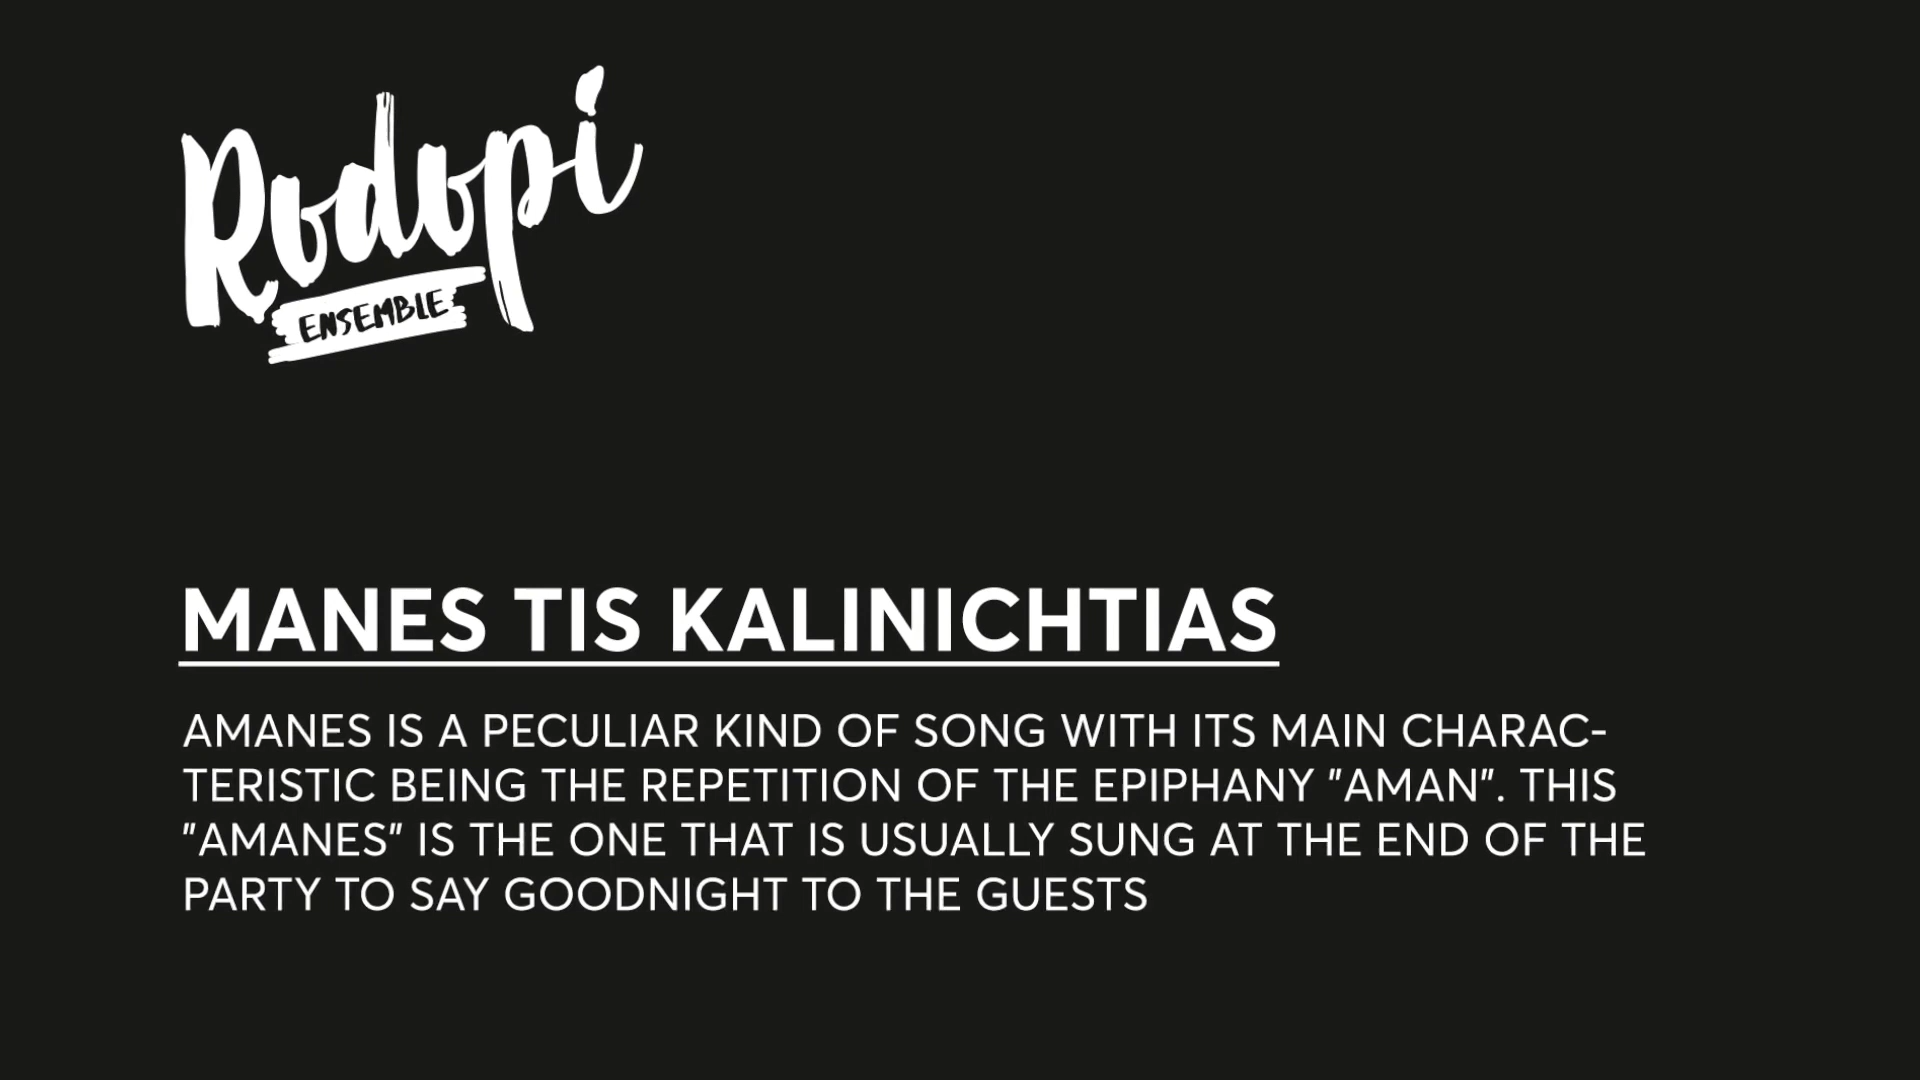 Rodopi
ENSEMBLE
MANES TIS KALINICHTIAS
AMANES IS A PECULIAR KIND OF SONG WITH ITS MAIN CHARAC-
TERISTIC BEING THE REPETITION OF THE EPIPHANY "AMAN". THIS
"AMANES" IS THE ONE THAT IS USUALLY SUNG AT THE END OF THE
PARTY TO SAY GOODNIGHT TO THE GUESTS